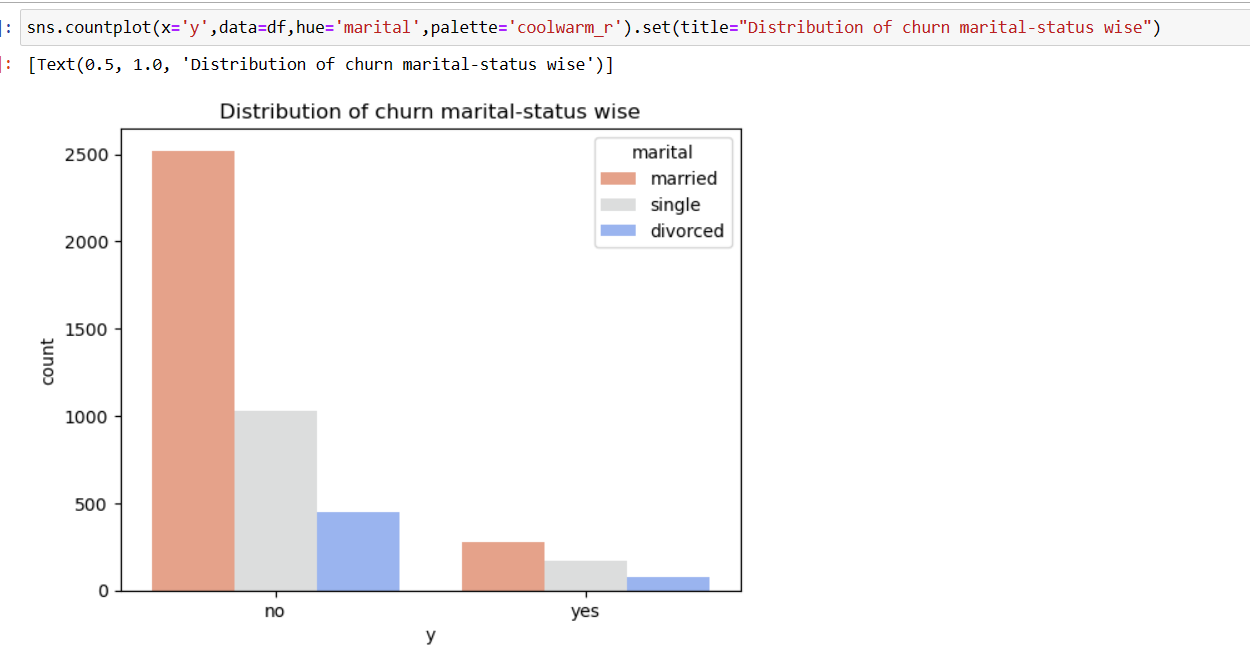 ]: sns.countplot(x='y',data=df,hue='marital',palette='coolwarm_r').set(title="Distribution of churn marital-status wise")
]: [Text(0.5, 1.0, 'Distribution of churn marital-status wise')]
Distribution of churn marital-status wise
marital
married
single
divorced
2500
2000
1500
1000
500
0
count
no
yes
y